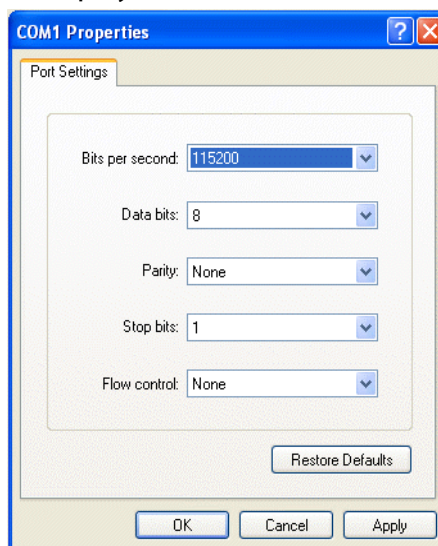 COM1 Properties
Port Settings
Bits per second: 115200
Data bits: 8
Parity: None
Stop bits: 1
Flow control: None
Restore Defaults
OK Cancel Apply